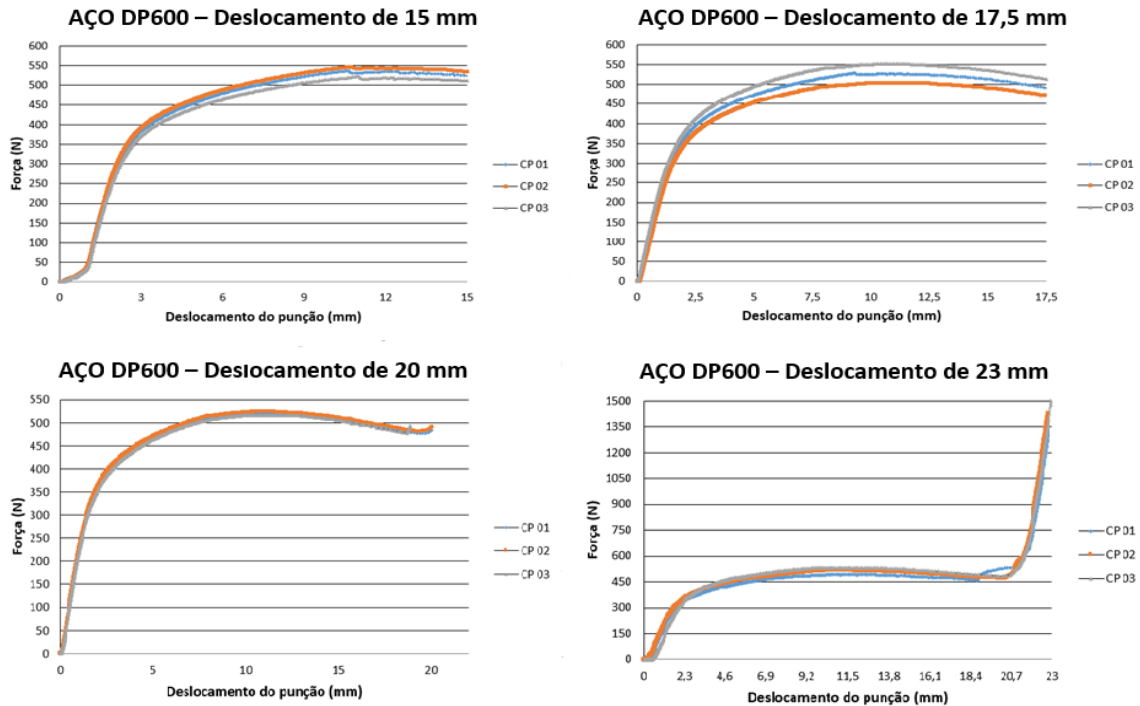 AÇO DP600 – Deslocamento de 15 mm
Força (N)
600
550
500
450
400
350
300
250
200
150
100
50
0
0 3 6 9 12 15
Deslocamento do punção (mm)
CP 01
CP 02
CP 03
AÇO DP600 – Deslocamento de 17,5 mm
Força (N)
600
550
500
450
400
350
300
250
200
150
100
50
0
0 2,5 5 7,5 10 12,5 15 17,5
Deslocamento do punção (mm)
CP 01
CP 02
CP 03
AÇO DP600 – Deslocamento de 20 mm
Força (N)
550
500
450
400
350
300
250
200
150
100
50
0
0 5 10 15 20
Deslocamento do punção (mm)
CP 01
CP 02
CP 03
AÇO DP600 – Deslocamento de 23 mm
Força (N)
1500
1350
1200
1050
900
750
600
450
300
150
0
0 2,3 4,6 6,9 9,2 11,5 13,8 16,1 18,4 20,7 23
Deslocamento do punção (mm)
CP 01
CP 02
CP 03